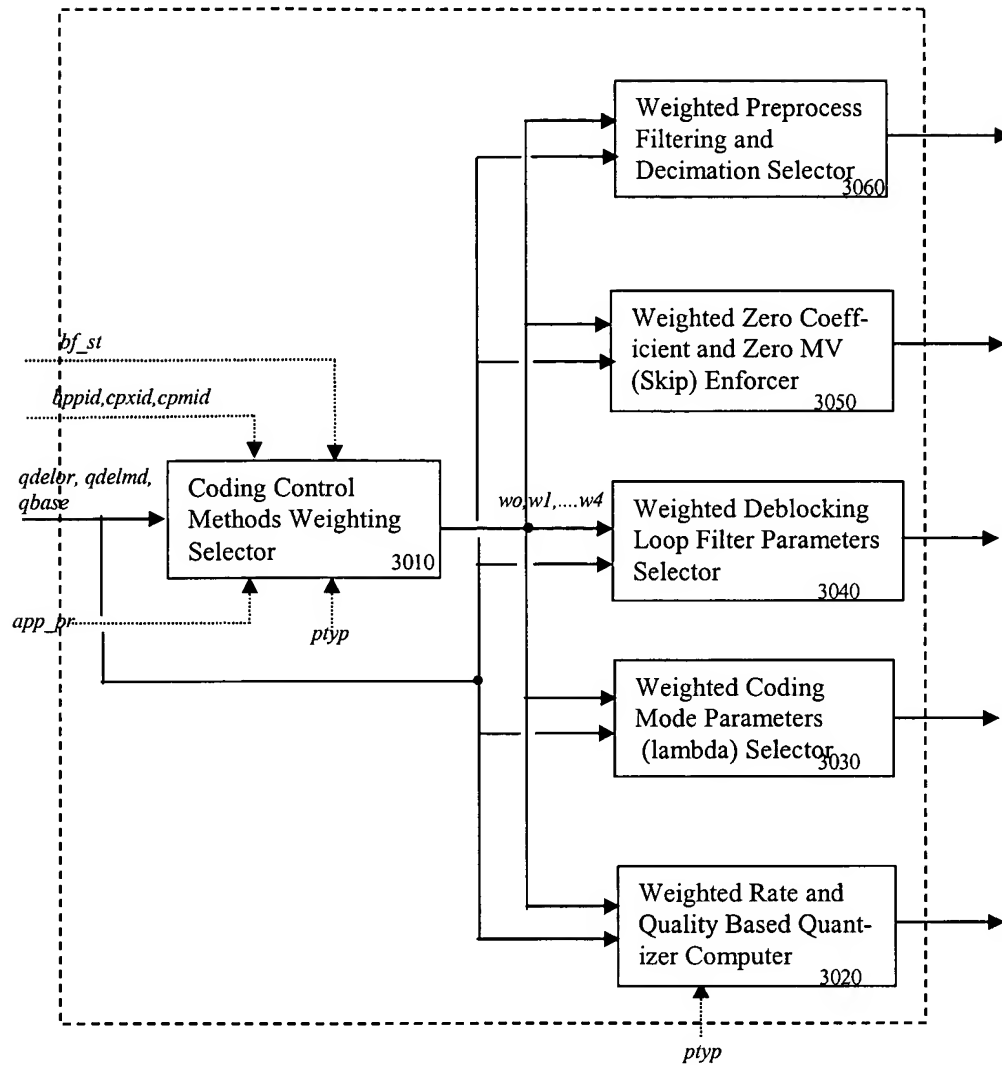 Weighted Preprocess
Filtering and
Decimation Selector
3060
bf_st
Weighted Zero Coeff-
icient and Zero MV
(Skip) Enforcer
3050
bppid,cpxid,cpmid
qdelor, qdelmd,
qbase
Coding Control
Methods Weighting
Selector
3010
wo,w1,....w4
Weighted Deblocking
Loop Filter Parameters
Selector
3040
app_pr
ptyp
Weighted Coding
Mode Parameters
(lambda) Selector
3030
Weighted Rate and
Quality Based Quant-
izer Computer
3020
ptyp